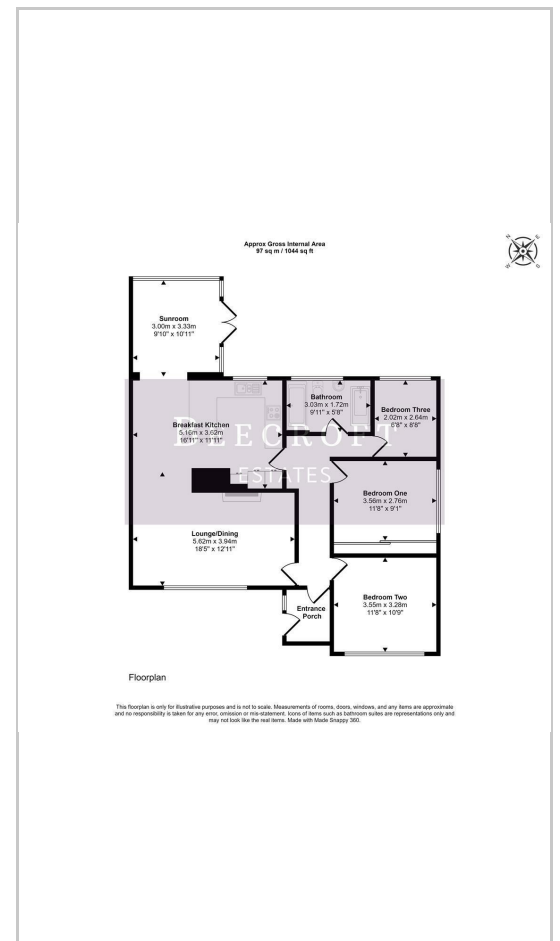 Approx Gross Internal Area
97 sq m / 1044 sq ft
N
E
W
S
Sunroom
3.00m x 3.33m
9'10" x 10'11"
Breakfast Kitchen
5.16m x 3.62m
16'11" x 11'11"
Bathroom
3.03m x 1.72m
9'11" x 5'8"
Bedroom Three
2.02m x 2.64m
6'8" x 8'8"
BEECROFT
ESTATES
Bedroom One
3.56m x 2.76m
11'8" x 9'1"
Lounge/Dining
5.62m x 3.94m
18'5" x 12'11"
Bedroom Two
3.55m x 3.28m
11'8" x 10'9"
Entrance
Porch
Floorplan
This floorplan is only for illustrative purposes and is not to scale. Measurements of rooms, doors, windows, and any items are approximate
and no responsibility is taken for any error, omission or mis-statement. Icons of items such as bathroom suites are representations only and
may not look like the real items. Made with Made Snappy 360.